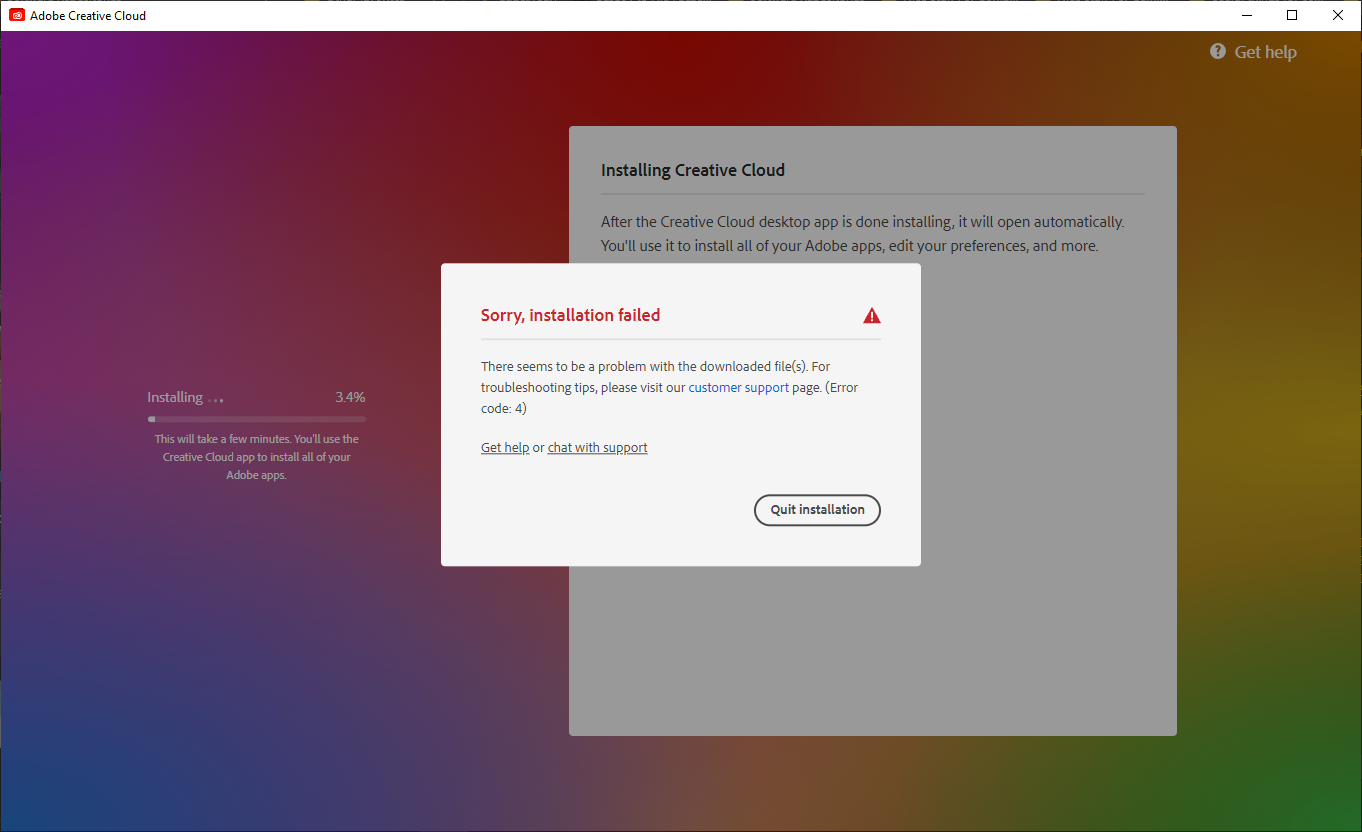 Adobe Creative Cloud
Get help
Installing Creative Cloud
After the Creative Cloud desktop app is done installing, it will open automatically.
You'll use it to install all of your Adobe apps, edit your preferences, and more.
Sorry, installation failed
There seems to be a problem with the downloaded file(s). For
troubleshooting tips, please visit our customer support page. (Error
code: 4)
Get help or chat with support
Quit installation
Installing ... 3.4%
This will take a few minutes. You'll use the
Creative Cloud app to install all of your
Adobe apps.